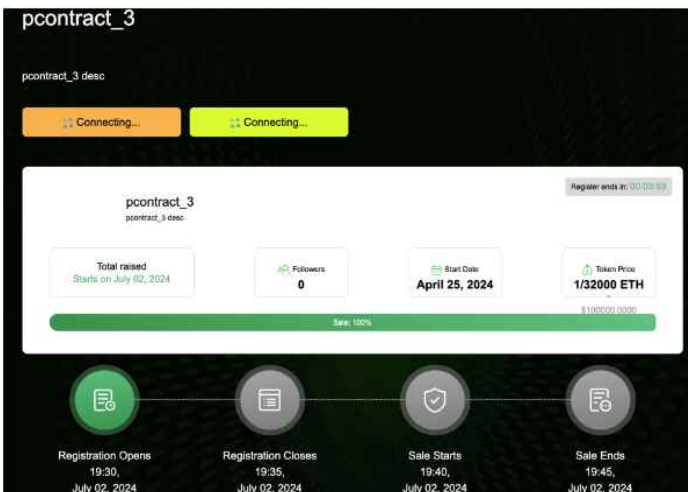 pcontract_3
pcontract_3 desc
Connecting...
Connecting...
Register ends in: 00:03:59
pcontract_3
pcontract_3 desc
Total raised
Starts on July 02, 2024
Followers
0
Start Date
April 25, 2024
Token Price
1/32000 ETH
~
$100000.0000
Sale: 100%
Registration Opens
19:30,
July 02, 2024
Registration Closes
19:35,
July 02, 2024
Sale Starts
19:40,
July 02, 2024
Sale Ends
19:45,
July 02, 2024